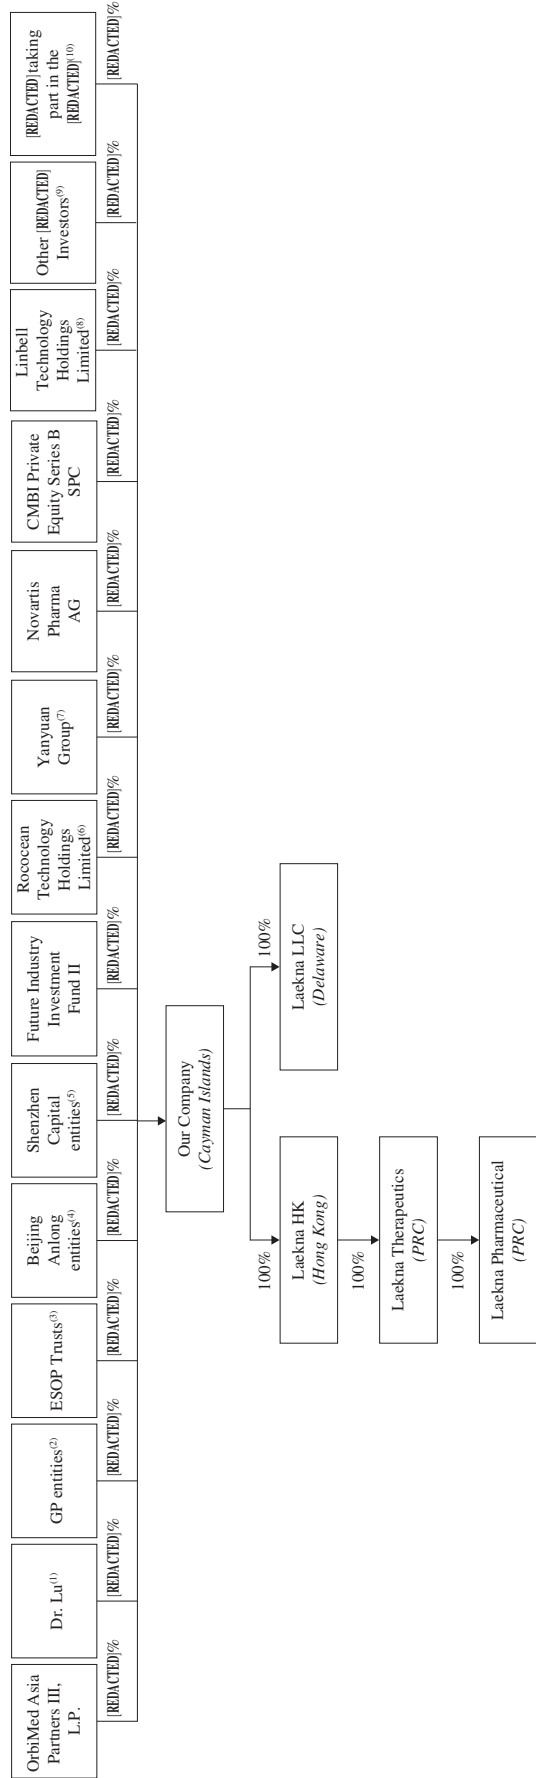 OrbiMed Asia
Partners III,
L.P.
Dr. Lu(1)
GP entities(2)
ESOP Trusts(3)
Beijing
Anlong
entities(4)
Shenzhen
Capital
entities(5)
Future Industry
Investment
Fund II
Rococean
Technology
Holdings
Limited(6)
Yanyuan
Group(7)
Novartis
Pharma
AG
CMBI Private
Equity Series B
SPC
Linbell
Technology
Holdings
Limited(8)
Other [REDACTED]
Investors(9)
[REDACTED] taking
part in the
[REDACTED](10)
[REDACTED]%
[REDACTED]%
[REDACTED]%
[REDACTED]%
[REDACTED]%
[REDACTED]%
[REDACTED]%
[REDACTED]%
[REDACTED]%
[REDACTED]%
[REDACTED]%
[REDACTED]%
[REDACTED]%
[REDACTED]%
Our Company
(Cayman Islands)
100%
100%
Laekna HK
(Hong Kong)
Laekna LLC
(Delaware)
100%
Laekna Therapeutics
(PRC)
100%
Laekna Pharmaceutical
(PRC)